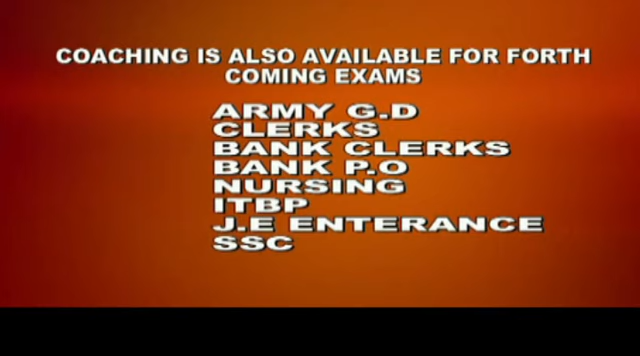 COACHING IS ALSO AVAILABLE FOR FORTH
COMING EXAMS
ARMY G.D
CLERKS
BANK CLERKS
BANK P.O
NURSING
ITBP
J.E ENTERANCE
SSC